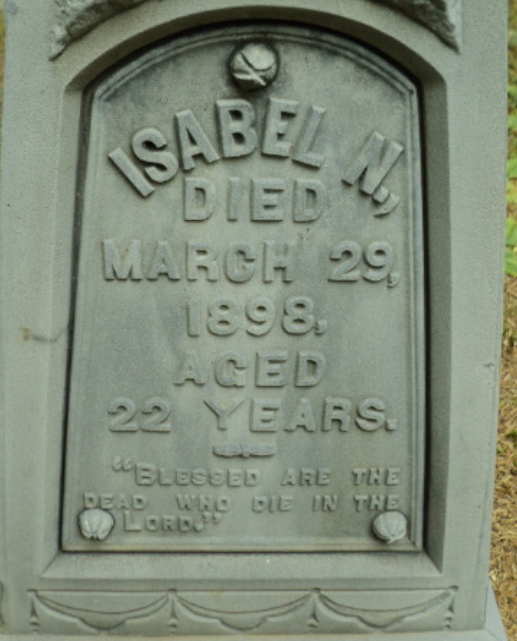 ISABEL N.,
DIED
MARCH 29,
1898,
AGED
22 YEARS.
"BLESSED ARE THE
DEAD WHO DIE IN THE
LORD."